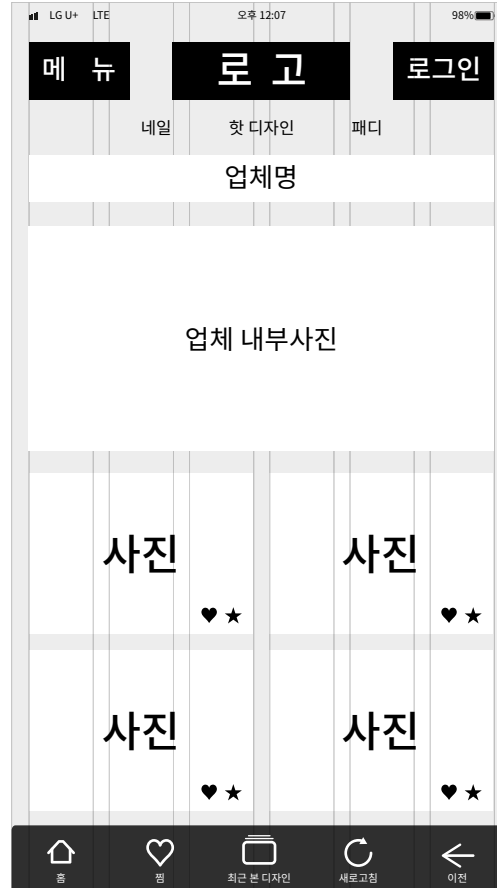 LG U+ LTE 오후 12:07 98%
메 뉴 로 고 로그인
네일 핫 디자인 패디
업체명
업체 내부사진
사진 사진
사진 사진
홈 찜 최근 본 디자인 새로고침 이전